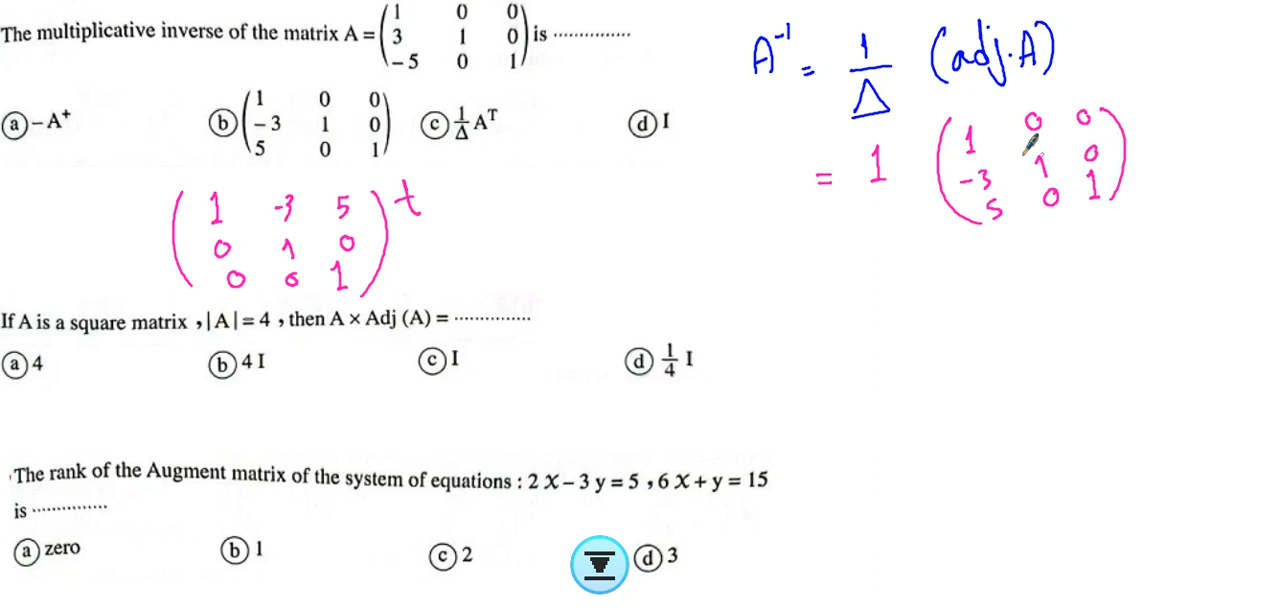 The multiplicative inverse of the matrix A = ( 1 0 0 ) is ...............
( 3 1 0 )
( -5 0 1 )
A⁻¹ = 1/Δ (adj.A)
ⓐ -A⁺ ⓑ ( 1 0 0 ) ⓒ 1/Δ Aᵀ ⓓ I
( -3 1 0 )
( 5 0 1 )
= 1 ( 1 0 0 )
( -3 1 0 )
( 5 0 1 )
( 1 -3 5 ) t
( 0 1 0 )
( 0 0 1 )
If A is a square matrix , |A| = 4 , then A × Adj (A) = ...............
ⓐ 4 ⓑ 4 I ⓒ I ⓓ 1/4 I
The rank of the Augment matrix of the system of equations : 2 X – 3 y = 5 , 6 X + y = 15
is ...............
ⓐ zero ⓑ 1 ⓒ 2 ⓓ 3